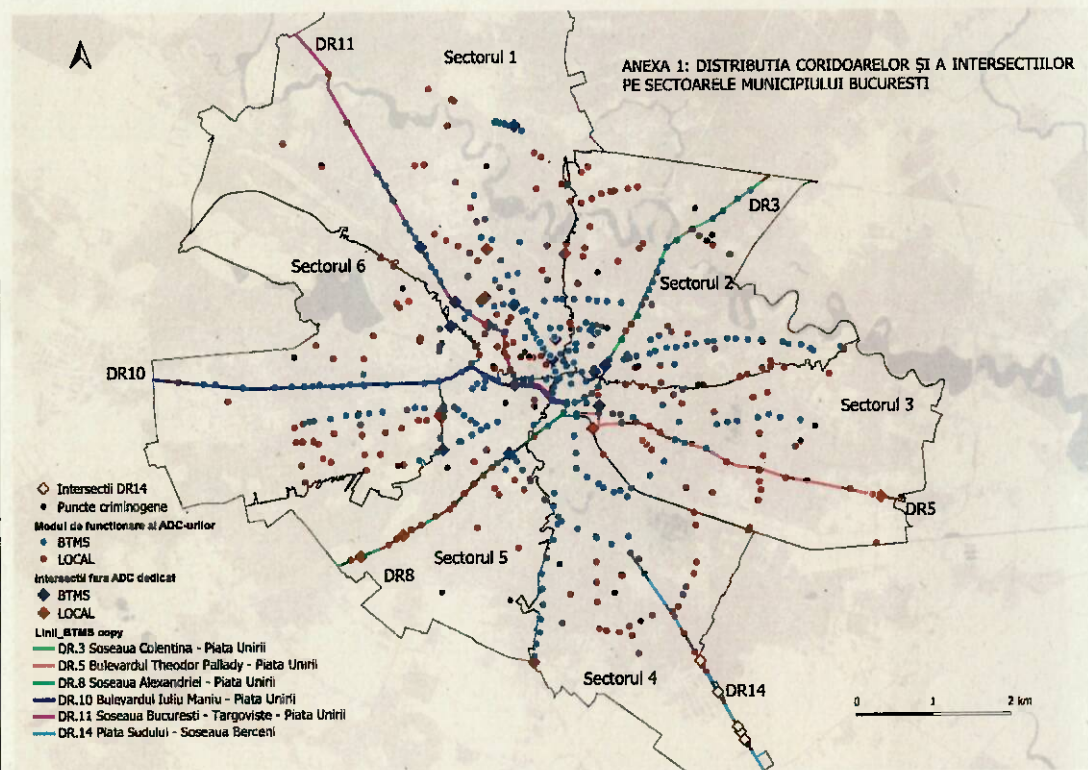 ANEXA 1: DISTRIBUTIA CORIDOARELOR ȘI A INTERSECTIILOR
PE SECTOARELE MUNICIPIULUI BUCURESTI
DR11
Sectorul 1
DR3
Sectorul 6
Sectorul 2
DR10
Sectorul 3
DR5
Sectorul 5
DR8
Sectorul 4
DR14
Intersectii DR14
Puncte criminogene
Modul de functionare al ADC-urilor
BTMS
LOCAL
Intersectii fara ADC dedicat
BTMS
LOCAL
Linii_BTMS copy
DR.3 Soseaua Colentina - Piata Unirii
DR.5 Bulevardul Theodor Pallady - Piata Unirii
DR.8 Soseaua Alexandriei - Piata Unirii
DR.10 Bulevardul Iuliu Maniu - Piata Unirii
DR.11 Soseaua Bucuresti - Targoviste - Piata Unirii
DR.14 Piata Sudului - Soseaua Berceni
0 1 2 km